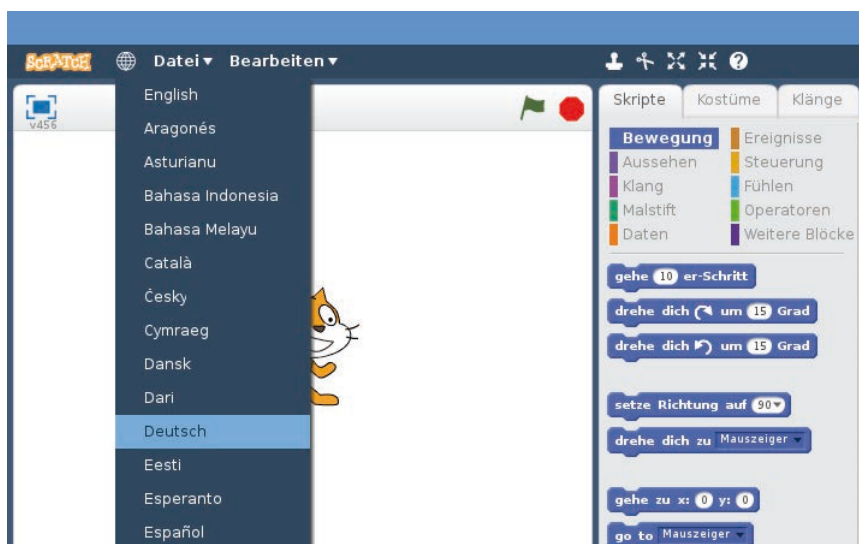 SCRATCH Datei Bearbeiten
v456
English
Aragonés
Asturianu
Bahasa Indonesia
Bahasa Melayu
Català
Česky
Cymraeg
Dansk
Dari
Deutsch
Eesti
Esperanto
Español
Skripte Kostüme Klänge
Bewegung Ereignisse
Aussehen Steuerung
Klang Fühlen
Malstift Operatoren
Daten Weitere Blöcke
gehe 10 er-Schritt
drehe dich um 15 Grad
drehe dich um 15 Grad
setze Richtung auf 90
drehe dich zu Mauszeiger
gehe zu x: 0 y: 0
go to Mauszeiger